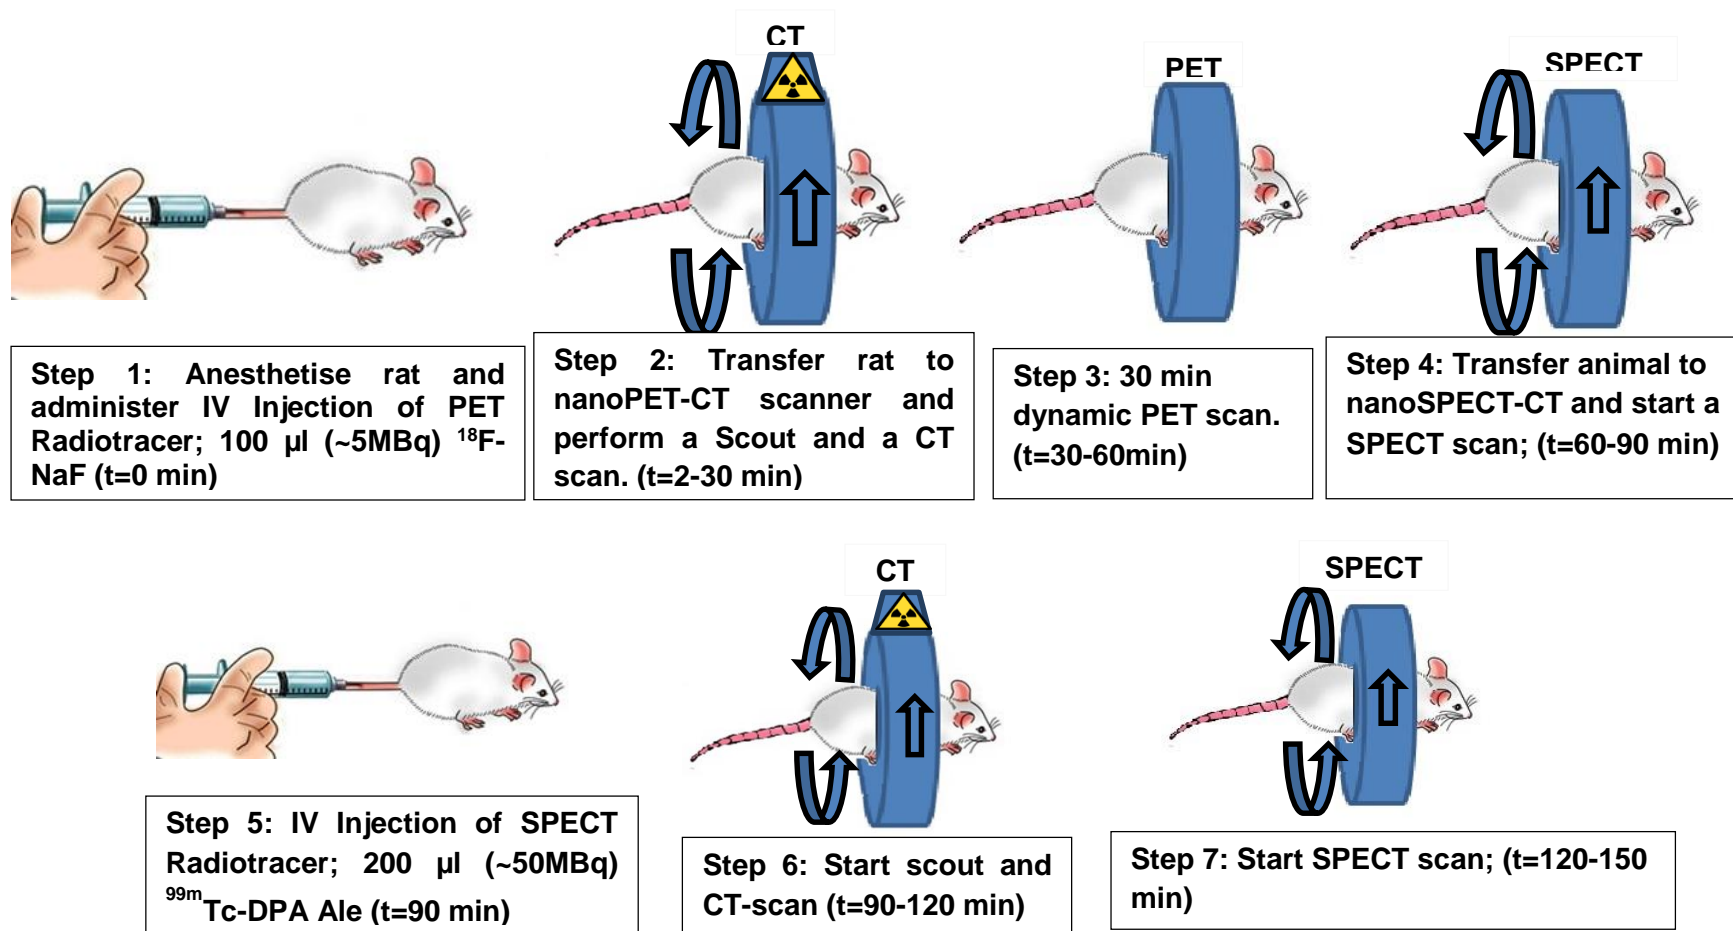 CT
PET
SPECT
Step 1: Anesthetise rat and
administer IV Injection of PET
Radiotracer; 100 µl (~5MBq) ¹⁸F-
NaF (t=0 min)
Step 2: Transfer rat to
nanoPET-CT scanner and
perform a Scout and a CT
scan. (t=2-30 min)
Step 3: 30 min
dynamic PET scan.
(t=30-60min)
Step 4: Transfer animal to
nanoSPECT-CT and start a
SPECT scan; (t=60-90 min)
CT
SPECT
Step 5: IV Injection of SPECT
Radiotracer; 200 µl (~50MBq)
⁹⁹ᵐTc-DPA Ale (t=90 min)
Step 6: Start scout and
CT-scan (t=90-120 min)
Step 7: Start SPECT scan; (t=120-150
min)